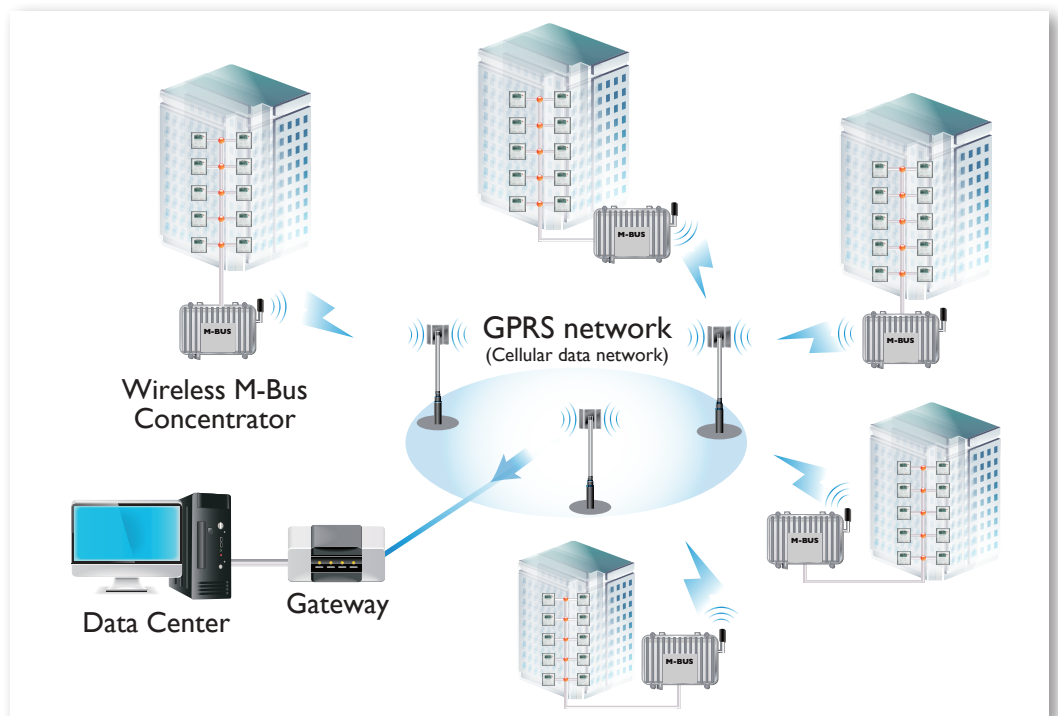 M-BUS
M-BUS
M-BUS
GPRS network
(Cellular data network)
Wireless M-Bus
Concentrator
M-BUS
Data Center
Gateway
M-BUS